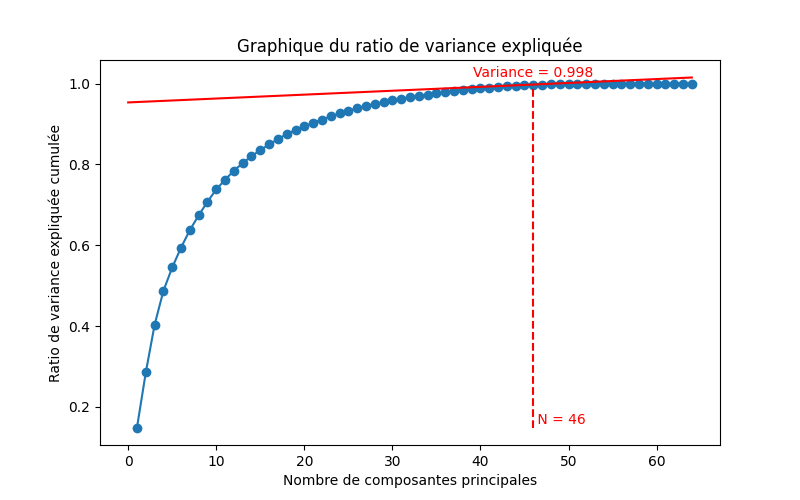 Graphique du ratio de variance expliquée
Variance = 0.998
1.0
0.8
0.6
0.4
0.2
Ratio de variance expliquée cumulée
N = 46
0 10 20 30 40 50 60
Nombre de composantes principales